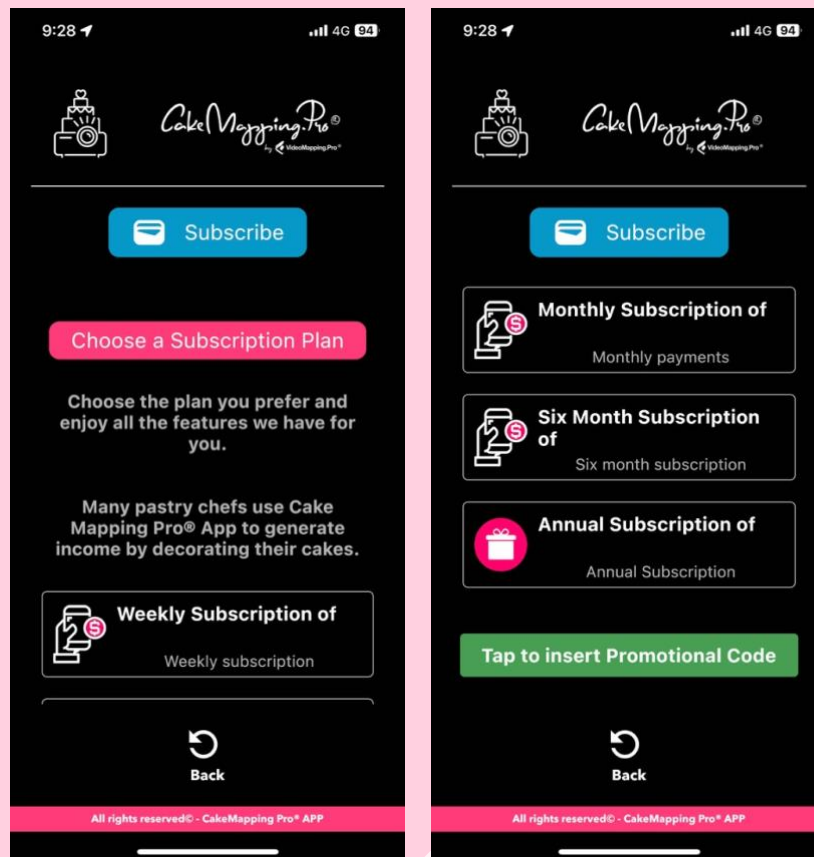 9:28
4G 94
CakeMapping.Pro®
by VideoMapping.Pro®
Subscribe
Choose a Subscription Plan
Choose the plan you prefer and
enjoy all the features we have for
you.
Many pastry chefs use Cake
Mapping Pro® App to generate
income by decorating their cakes.
Weekly Subscription of
Weekly subscription
Back
All rights reserved© - CakeMapping Pro® APP
9:28
4G 94
CakeMapping.Pro®
by VideoMapping.Pro®
Subscribe
Monthly Subscription of
Monthly payments
Six Month Subscription
of
Six month subscription
Annual Subscription of
Annual Subscription
Tap to insert Promotional Code
Back
All rights reserved© - CakeMapping Pro® APP